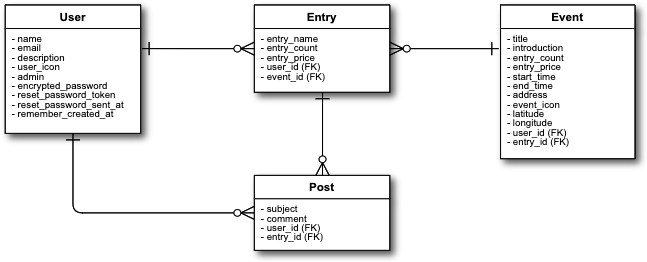 User
- name
- email
- description
- user_icon
- admin
- encrypted_password
- reset_password_token
- reset_password_sent_at
- remember_created_at
Entry
- entry_name
- entry_count
- entry_price
- user_id (FK)
- event_id (FK)
Event
- title
- introduction
- entry_count
- entry_price
- start_time
- end_time
- address
- event_icon
- latitude
- longitude
- user_id (FK)
- entry_id (FK)
Post
- subject
- comment
- user_id (FK)
- entry_id (FK)